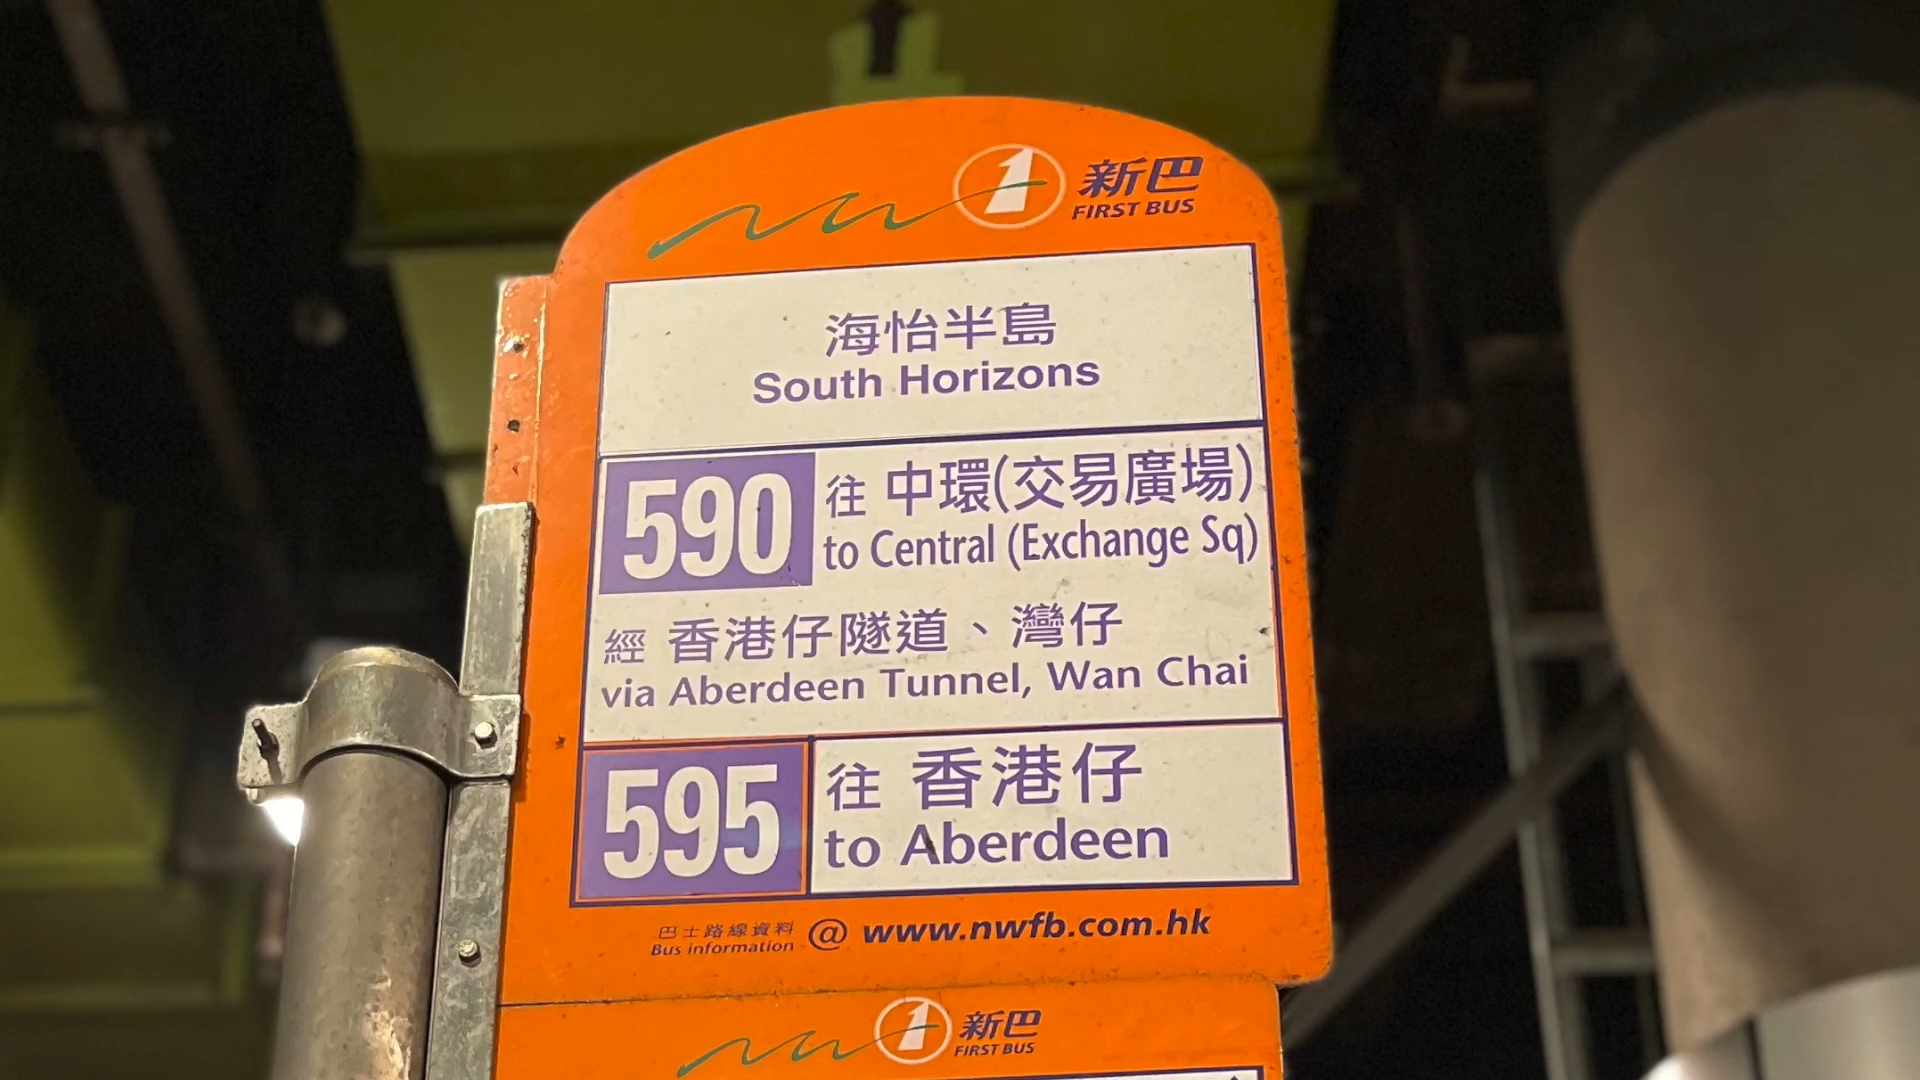 新巴
FIRST BUS
海怡半島
South Horizons
590 往 中環(交易廣場)
to Central (Exchange Sq)
經 香港仔隧道、灣仔
via Aberdeen Tunnel, Wan Chai
595 往 香港仔
to Aberdeen
巴士路線資料
Bus information @ www.nwfb.com.hk
新巴
FIRST BUS